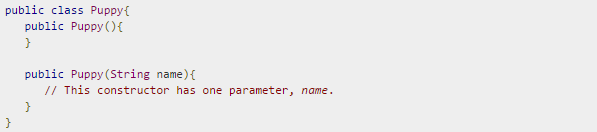 public class Puppy{
public Puppy(){
}
public Puppy(String name){
// This constructor has one parameter, name.
}
}